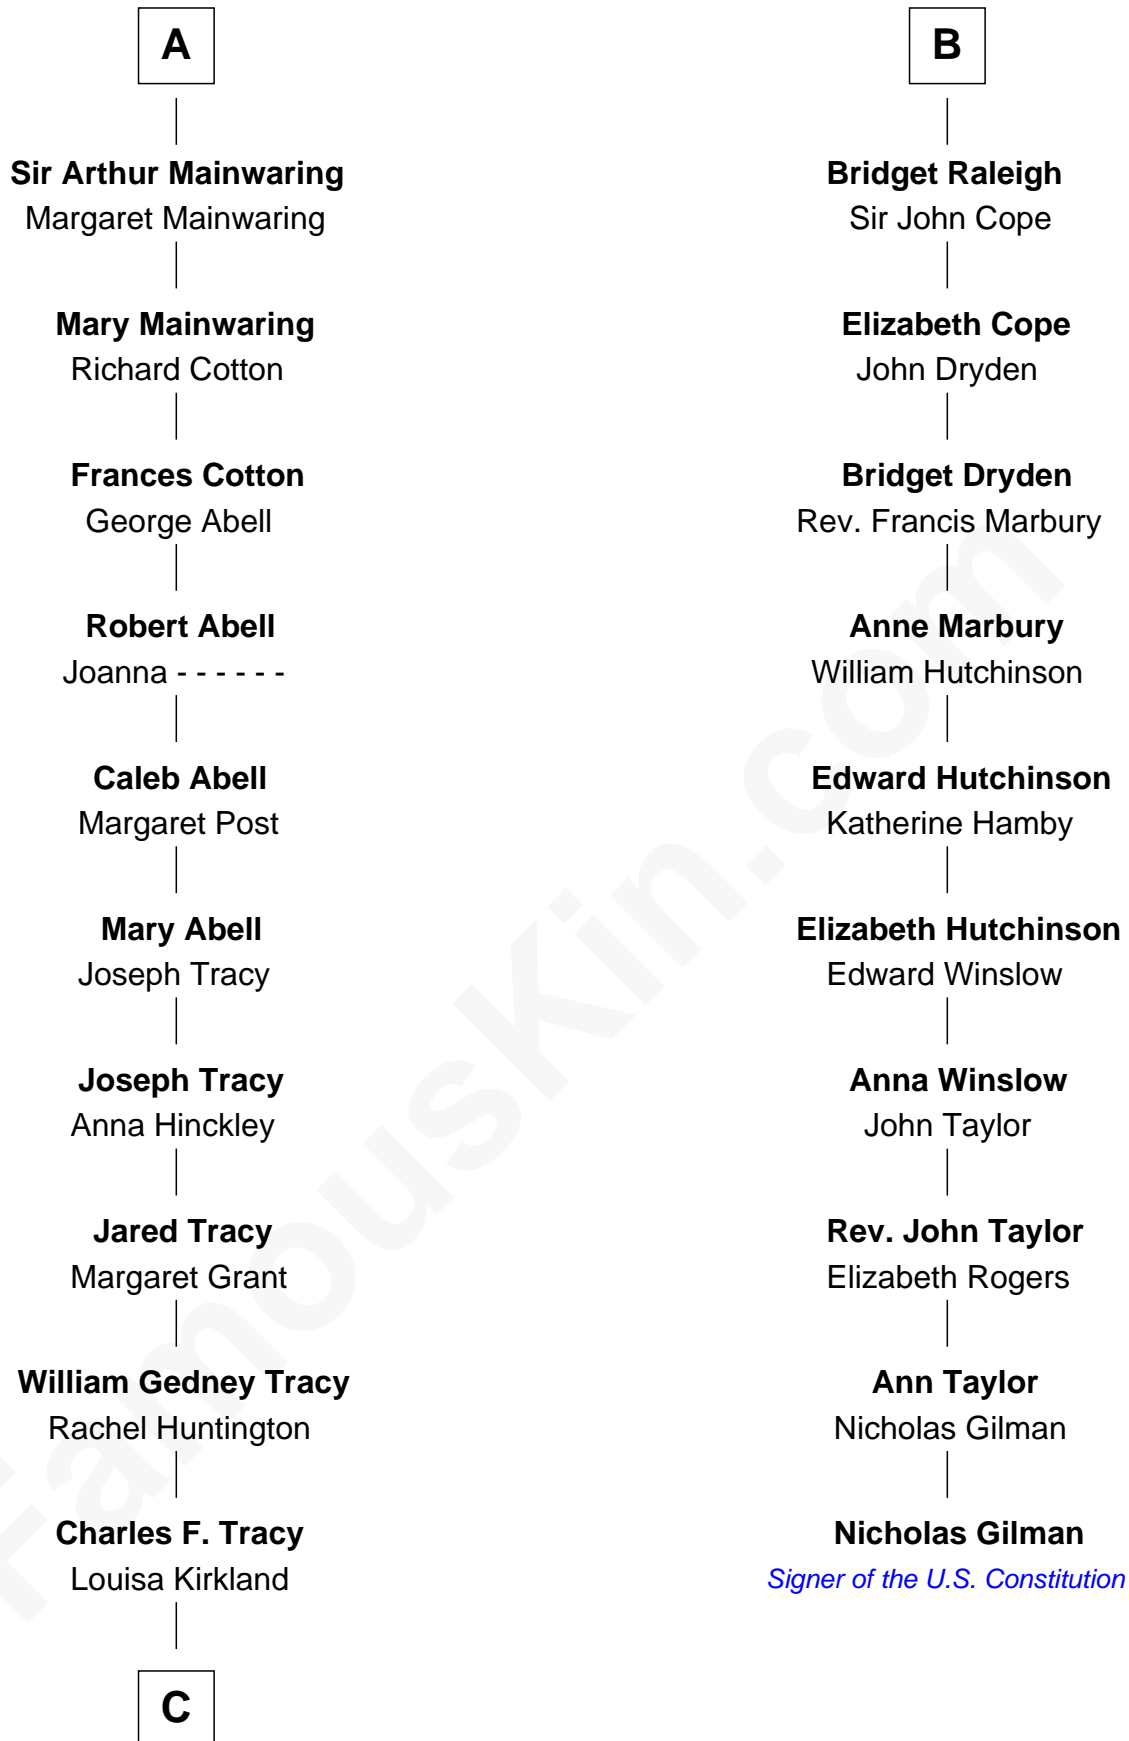 A
Sir Arthur Mainwaring
Margaret Mainwaring
Mary Mainwaring
Richard Cotton
Frances Cotton
George Abell
Robert Abell
Joanna - - - - - -
Caleb Abell
Margaret Post
Mary Abell
Joseph Tracy
Joseph Tracy
Anna Hinckley
Jared Tracy
Margaret Grant
William Gedney Tracy
Rachel Huntington
Charles F. Tracy
Louisa Kirkland
C
B
Bridget Raleigh
Sir John Cope
Elizabeth Cope
John Dryden
Bridget Dryden
Rev. Francis Marbury
Anne Marbury
William Hutchinson
Edward Hutchinson
Katherine Hamby
Elizabeth Hutchinson
Edward Winslow
Anna Winslow
John Taylor
Rev. John Taylor
Elizabeth Rogers
Ann Taylor
Nicholas Gilman
Nicholas Gilman
Signer of the U.S. Constitution
FamousKin.com